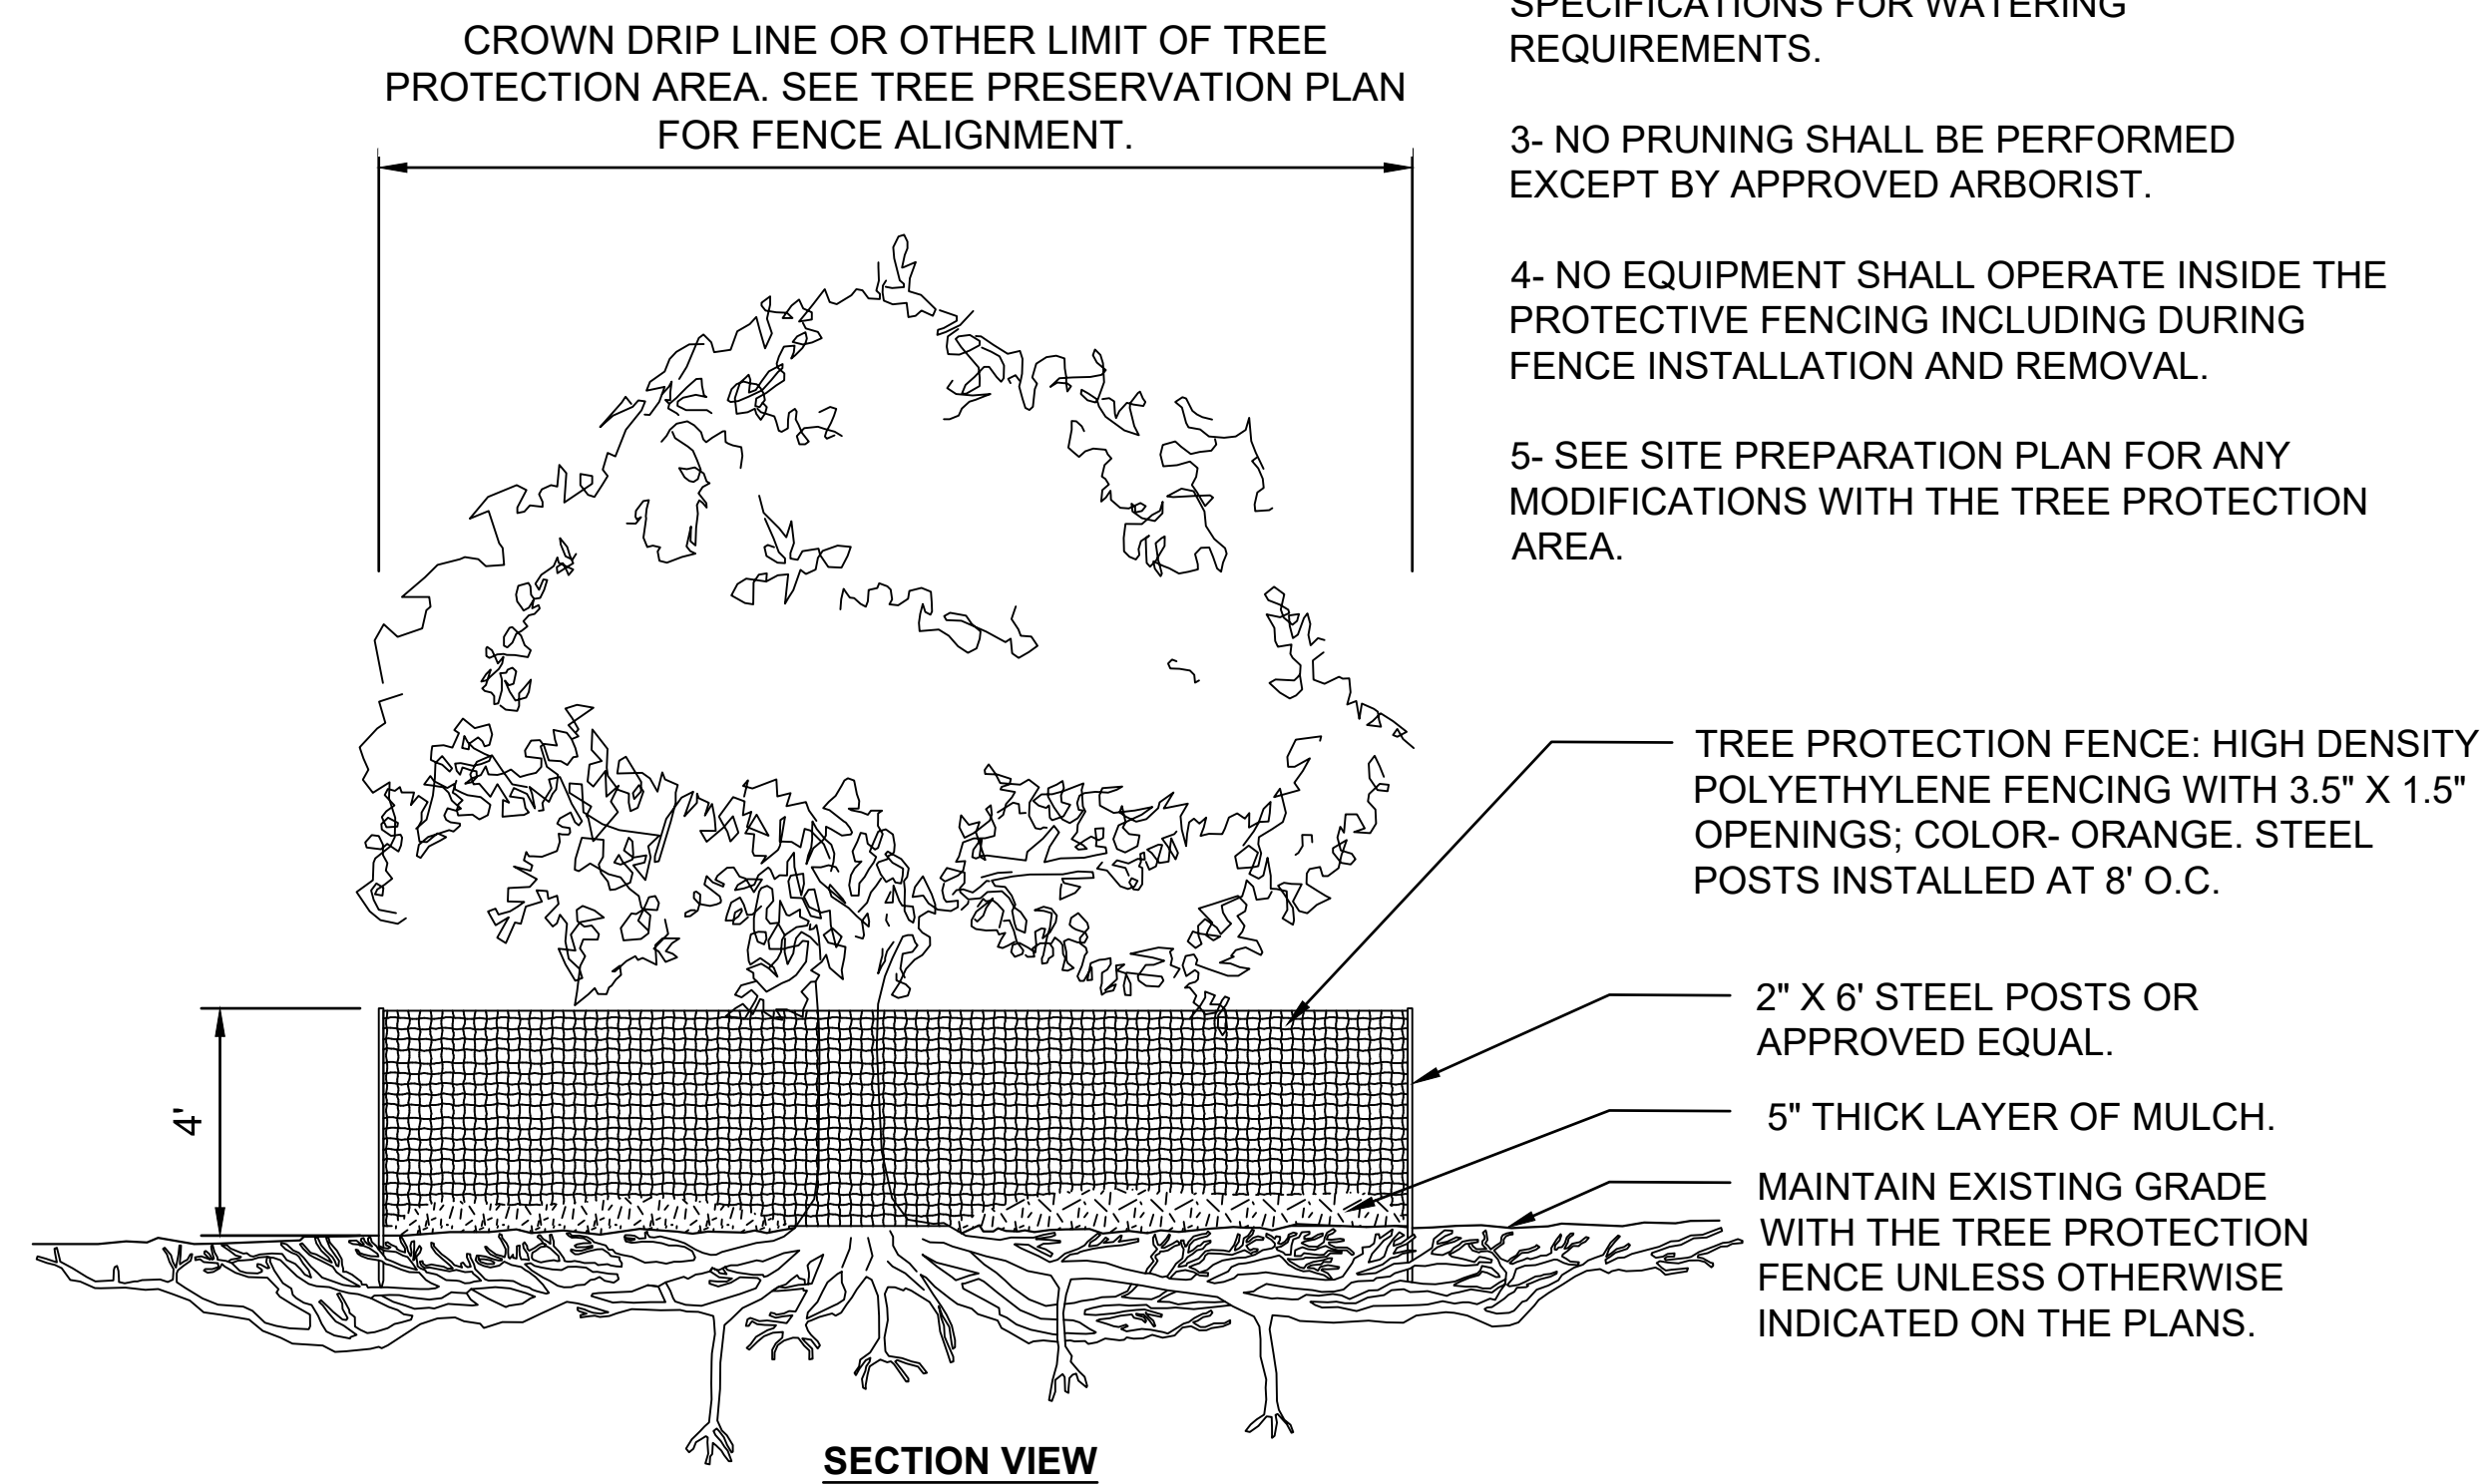 CROWN DRIP LINE OR OTHER LIMIT OF TREE
PROTECTION AREA. SEE TREE PRESERVATION PLAN
FOR FENCE ALIGNMENT.
SPECIFICATIONS FOR WATERING
REQUIREMENTS.
3- NO PRUNING SHALL BE PERFORMED
EXCEPT BY APPROVED ARBORIST.
4- NO EQUIPMENT SHALL OPERATE INSIDE THE
PROTECTIVE FENCING INCLUDING DURING
FENCE INSTALLATION AND REMOVAL.
5- SEE SITE PREPARATION PLAN FOR ANY
MODIFICATIONS WITH THE TREE PROTECTION
AREA.
TREE PROTECTION FENCE: HIGH DENSITY
POLYETHYLENE FENCING WITH 3.5" X 1.5"
OPENINGS; COLOR- ORANGE. STEEL
POSTS INSTALLED AT 8' O.C.
2" X 6' STEEL POSTS OR
APPROVED EQUAL.
5" THICK LAYER OF MULCH.
MAINTAIN EXISTING GRADE
WITH THE TREE PROTECTION
FENCE UNLESS OTHERWISE
INDICATED ON THE PLANS.
4'
SECTION VIEW